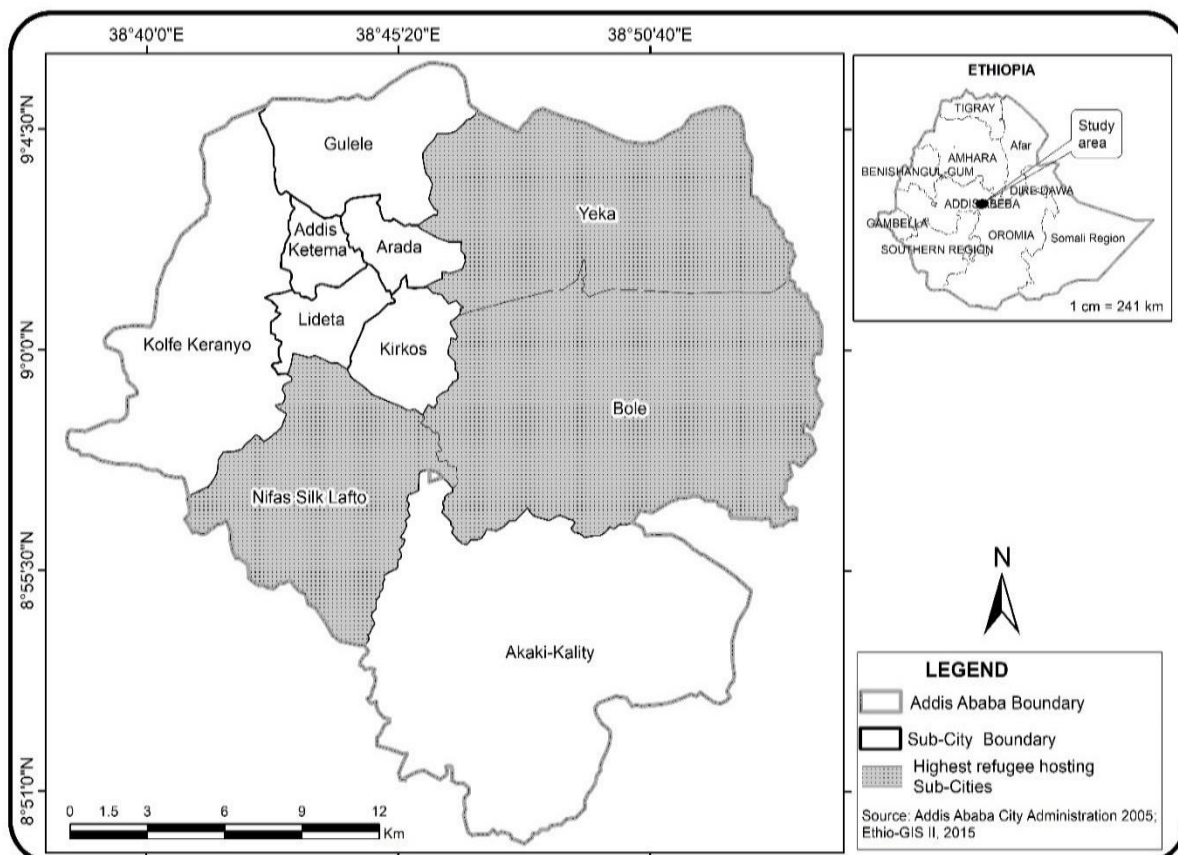 38°40'0"E
38°45'20"E
38°50'40"E
9°4'30"N
9°0'0"N
8°55'30"N
8°51'0"N
Gulele
Yeka
Addis
Ketema
Arada
Lideta
Kirkos
Kolfe Keranyo
Bole
Nifas Silk Lafto
Akaki-Kality
0 1.5 3 6 9 12
Km
ETHIOPIA
TIGRAY
Study
area
Afar
AMHARA
BENISHANGUL-GUM
DIRE DAWA
ADDIS ABEBA
GAMBELLA
OROMIA
Somali Region
SOUTHERN REGION
1 cm = 241 km
N
LEGEND
Addis Ababa Boundary
Sub-City Boundary
Highest refugee hosting
Sub-Cities
Source: Addis Ababa City Administration 2005;
Ethio-GIS II, 2015